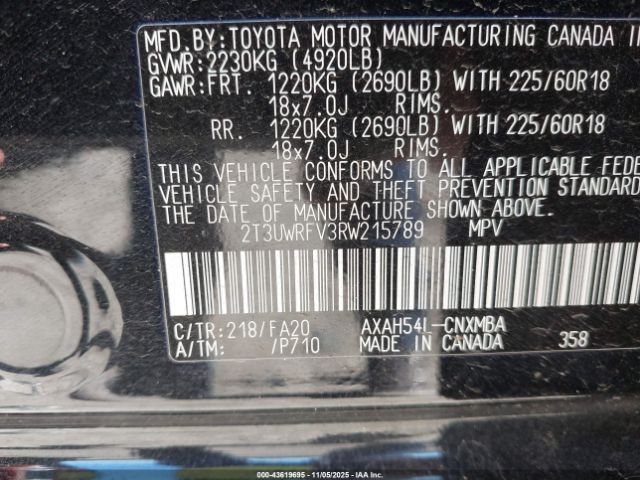 MFD.BY:TOYOTA MOTOR MANUFACTURING CANADA
GVWR:2230KG (4920LB)
GAWR:FRT. 1220KG (2690LB) WITH 225/60R18
18x7.0J RIMS.
RR. 1220KG (2690LB) WITH 225/60R18
18x7.0J RIMS.
THIS VEHICLE CONFORMS TO ALL APPLICABLE FEDE
VEHICLE SAFETY AND THEFT PREVENTION STANDARD
THE DATE OF MANUFACTURE SHOWN ABOVE.
2T3UWRFV3RW215789 MPV
C/TR:218/FA20 AXAH54L-CNXMBA
A/TM: /P710 MADE IN CANADA 358
000-43619695 - 11/05/2025 - IAA Inc.